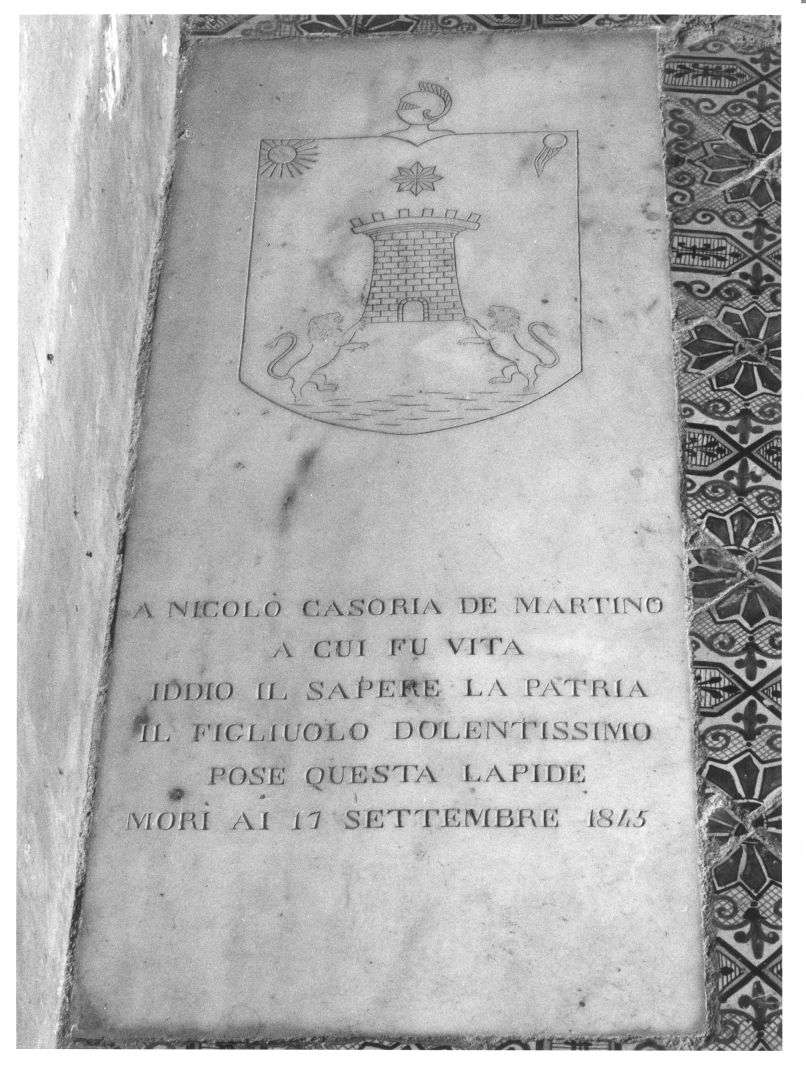 A NICOLÒ CASORIA DE MARTINO
A CUI FU VITA
IDDIO IL SAPERE LA PATRIA
IL FIGLIUOLO DOLENTISSIMO
POSE QUESTA LAPIDE
MORÌ AI 17 SETTEMBRE 1845